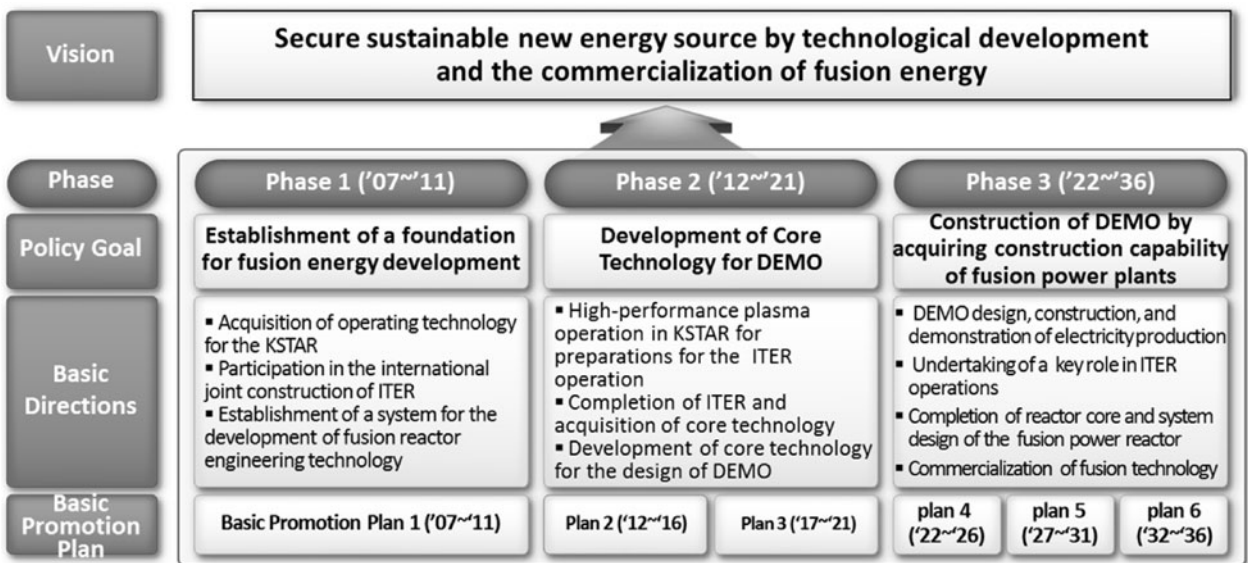 Vision
Secure sustainable new energy source by technological development
and the commercialization of fusion energy
Phase
Phase 1 (’07~’11)
Phase 2 (’12~’21)
Phase 3 (’22~’36)
Policy Goal
Establishment of a foundation
for fusion energy development
Development of Core
Technology for DEMO
Construction of DEMO by
acquiring construction capability
of fusion power plants
Basic
Directions
▪ Acquisition of operating technology
for the KSTAR
▪ Participation in the international
joint construction of ITER
▪ Establishment of a system for the
development of fusion reactor
engineering technology
▪ High-performance plasma
operation in KSTAR for
preparations for the ITER
operation
▪ Completion of ITER and
acquisition of core technology
▪ Development of core technology
for the design of DEMO
▪ DEMO design, construction, and
demonstration of electricity production
▪ Undertaking of a key role in ITER
operations
▪ Completion of reactor core and system
design of the fusion power reactor
▪ Commercialization of fusion technology
Basic
Promotion
Plan
Basic Promotion Plan 1 (’07~’11)
Plan 2 (‘12~‘16)
Plan 3 (‘17~‘21)
plan 4
(‘22~‘26)
plan 5
(‘27~‘31)
plan 6
(‘32~‘36)